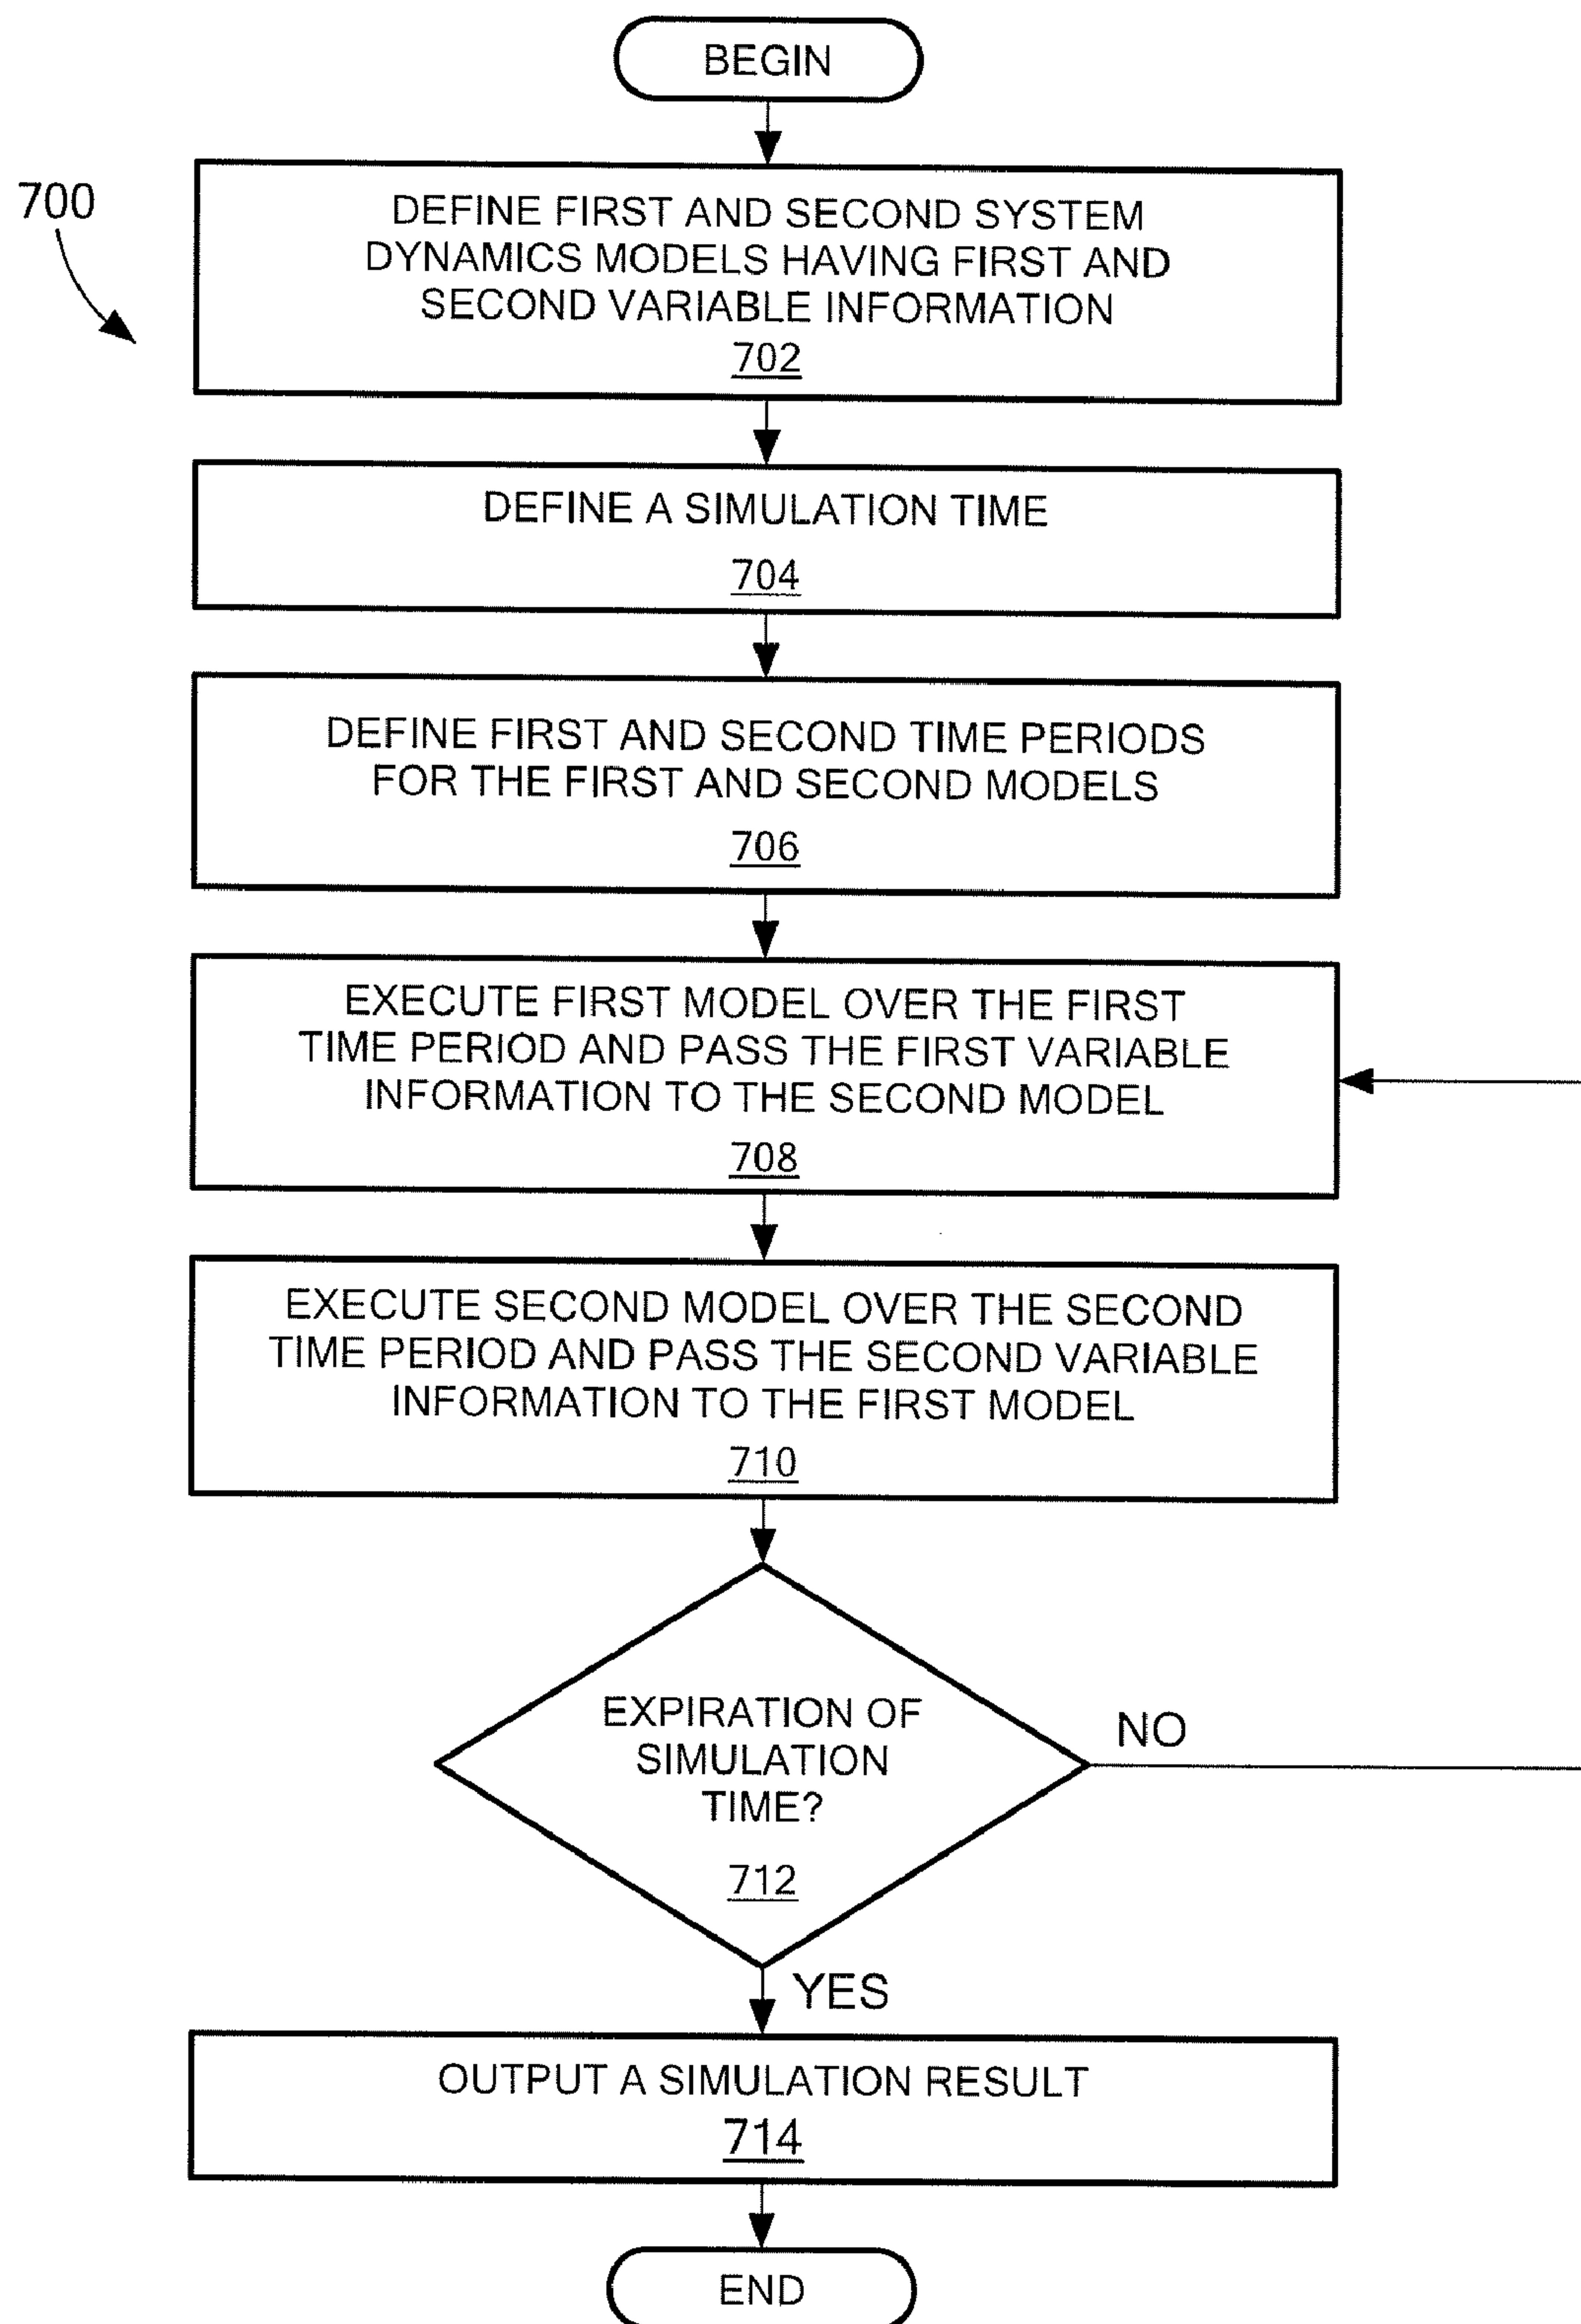 BEGIN
700
DEFINE FIRST AND SECOND SYSTEM
DYNAMICS MODELS HAVING FIRST AND
SECOND VARIABLE INFORMATION
702
DEFINE A SIMULATION TIME
704
DEFINE FIRST AND SECOND TIME PERIODS
FOR THE FIRST AND SECOND MODELS
706
EXECUTE FIRST MODEL OVER THE FIRST
TIME PERIOD AND PASS THE FIRST VARIABLE
INFORMATION TO THE SECOND MODEL
708
EXECUTE SECOND MODEL OVER THE SECOND
TIME PERIOD AND PASS THE SECOND VARIABLE
INFORMATION TO THE FIRST MODEL
710
EXPIRATION OF
SIMULATION
TIME?
712
NO
YES
OUTPUT A SIMULATION RESULT
714
END